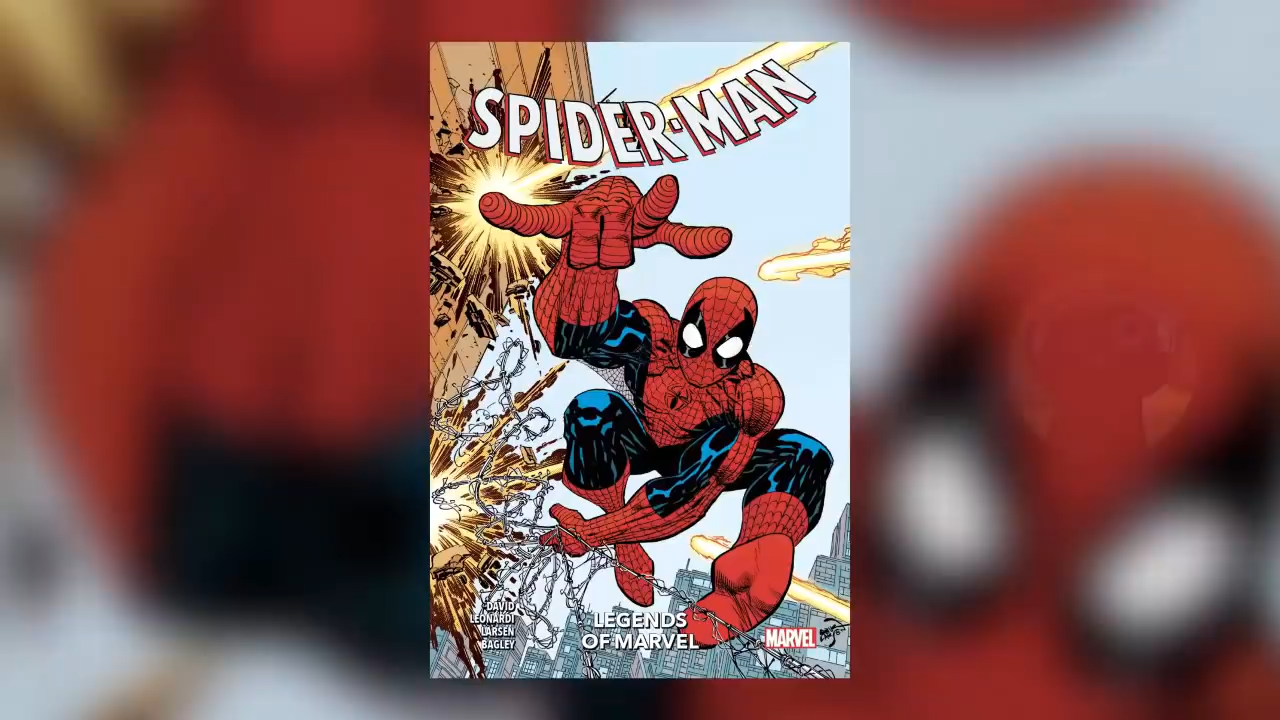 SPIDER-MAN
DAVID
LEONARDI
LARSEN
BAGLEY
LEGENDS
OF MARVEL
MARVEL